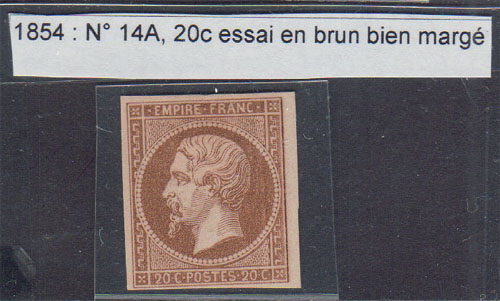 1854 : N° 14A, 20c essai en brun bien margé
EMPIRE FRANC
20 C · POSTES · 20 C